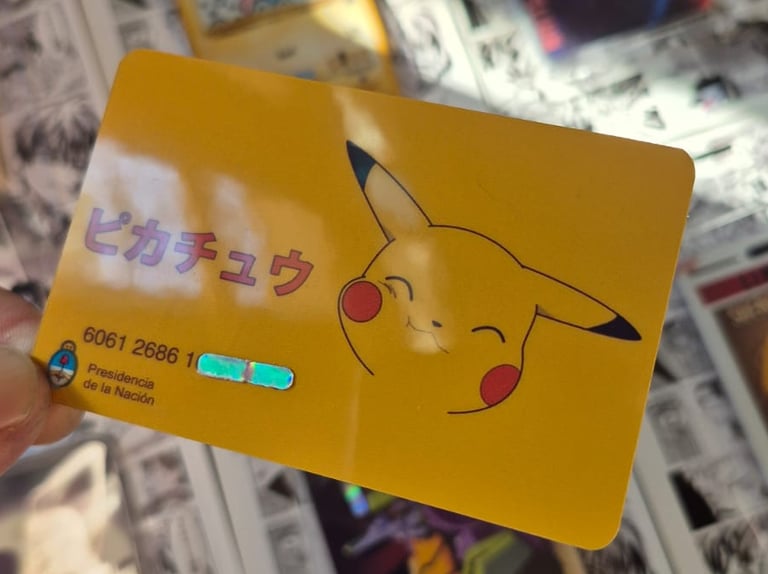 ピカチュウ
6061 2686 1
Presidencia
de la Nación